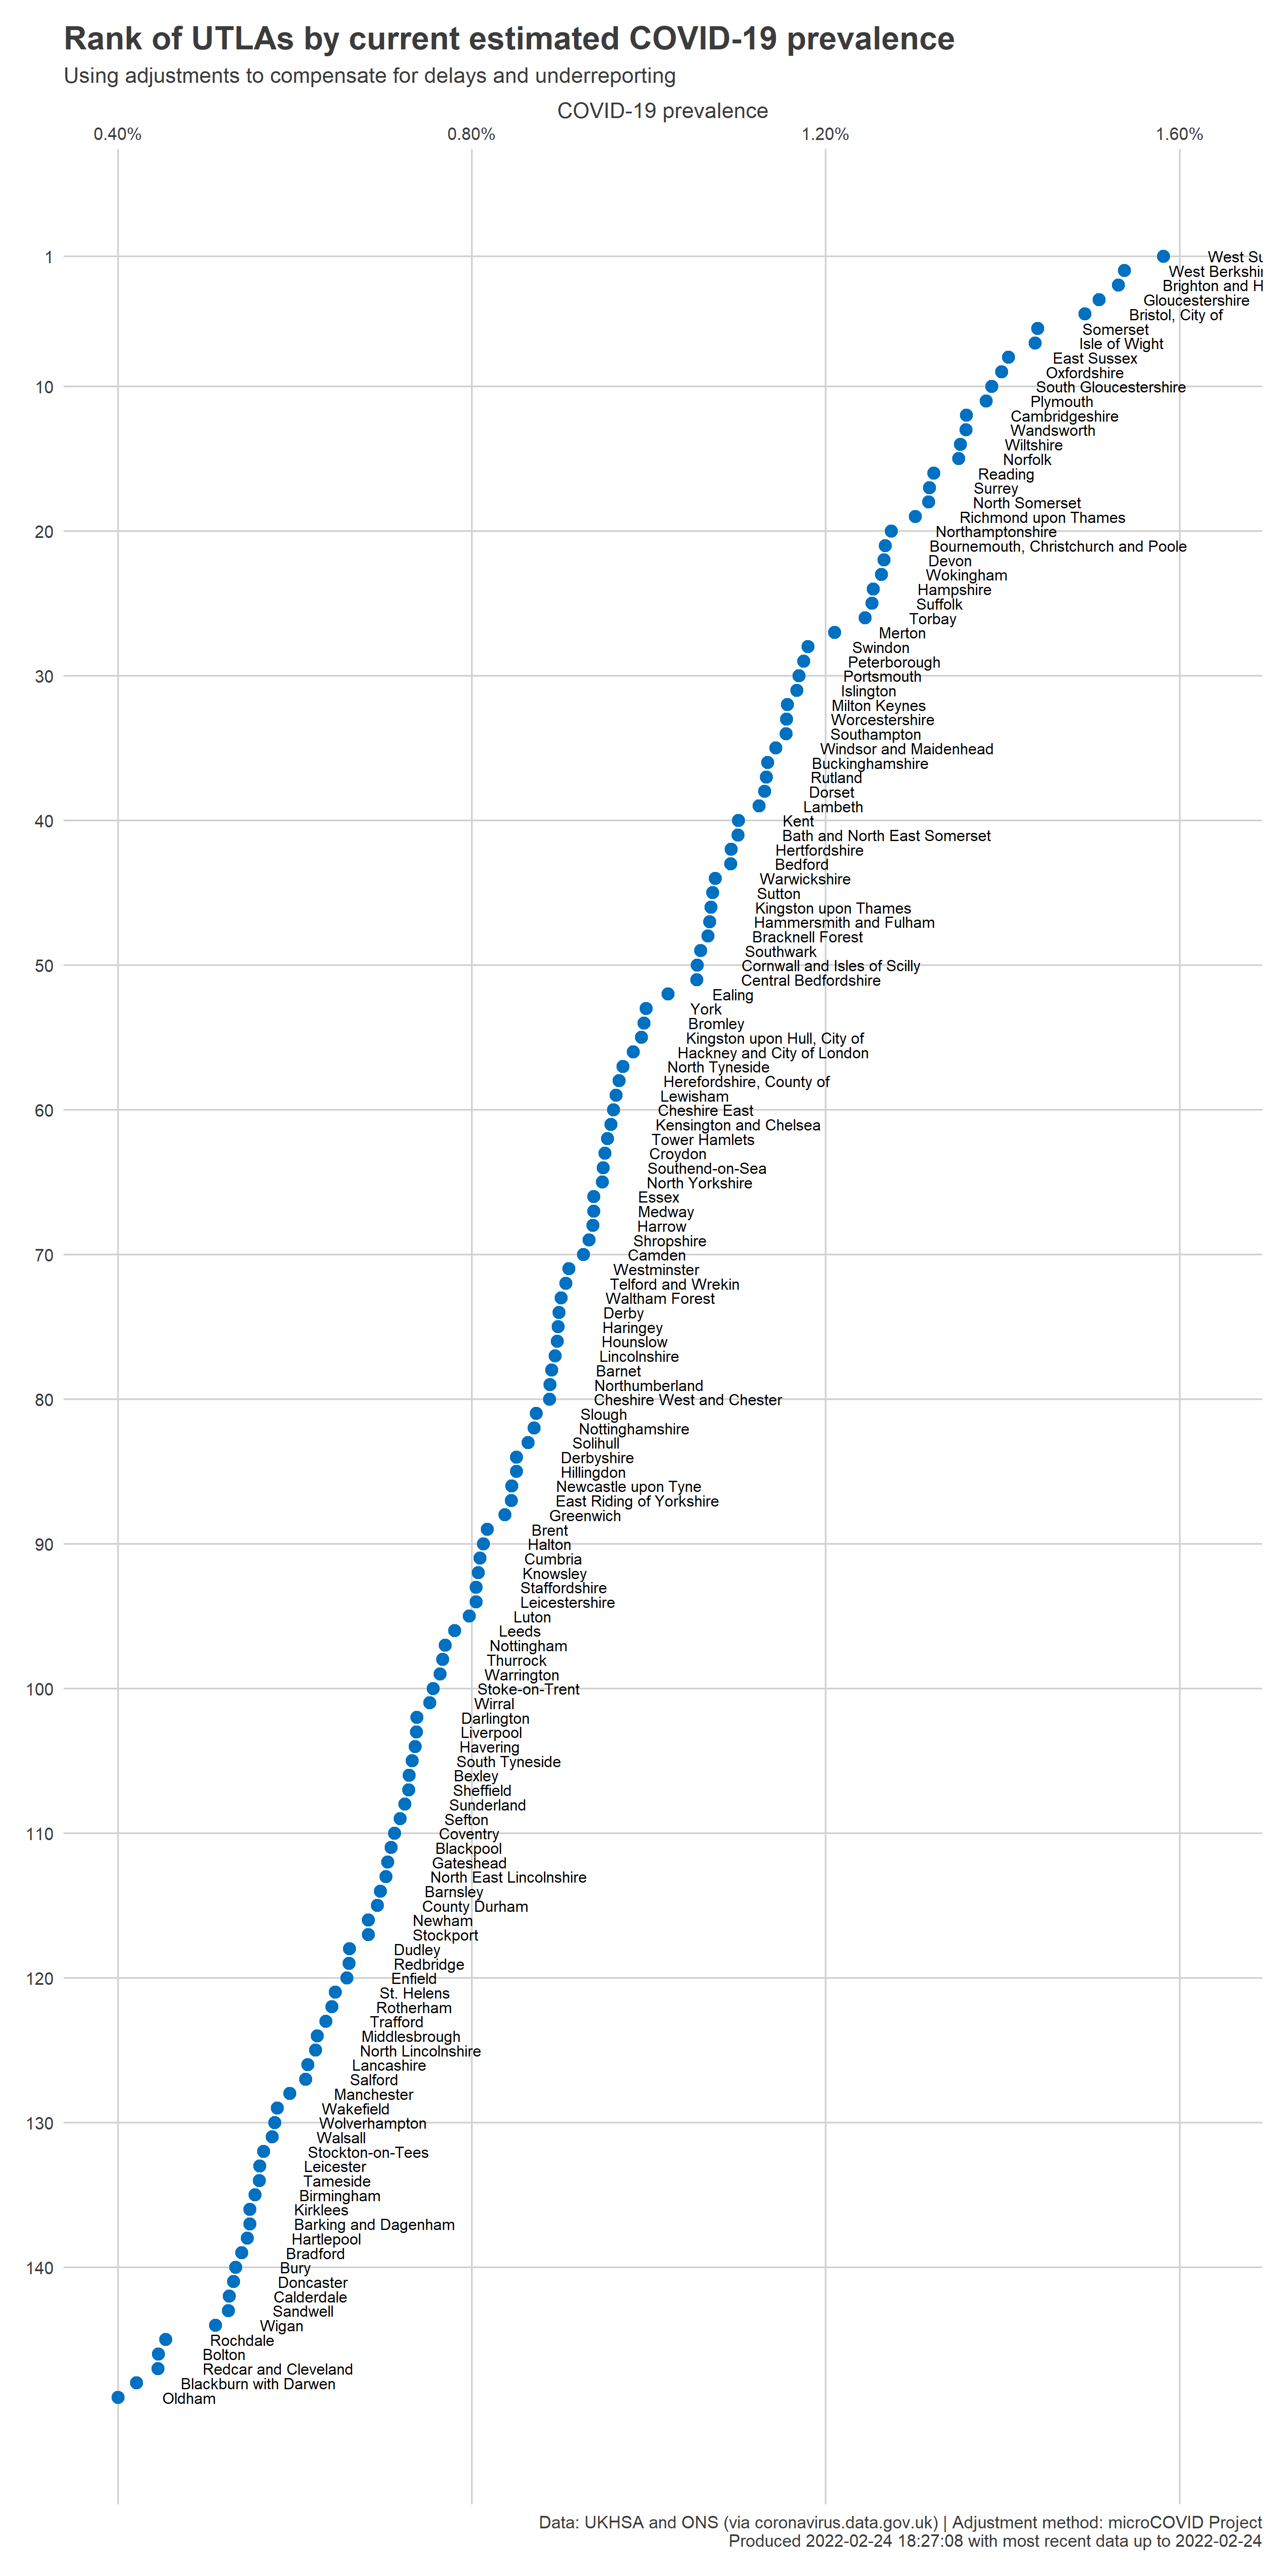 Rank of UTLAs by current estimated COVID-19 prevalence
Using adjustments to compensate for delays and underreporting
COVID-19 prevalence
0.40% 0.80% 1.20% 1.60%
1 West Su
West Berkshir
Brighton and H
Gloucestershire
Bristol, City of
Somerset
Isle of Wight
East Sussex
Oxfordshire
10 South Gloucestershire
Plymouth
Cambridgeshire
Wandsworth
Wiltshire
Norfolk
Reading
Surrey
North Somerset
Richmond upon Thames
20 Northamptonshire
Bournemouth, Christchurch and Poole
Devon
Wokingham
Hampshire
Suffolk
Torbay
Merton
Swindon
Peterborough
30 Portsmouth
Islington
Milton Keynes
Worcestershire
Southampton
Windsor and Maidenhead
Buckinghamshire
Rutland
Dorset
Lambeth
40 Kent
Bath and North East Somerset
Hertfordshire
Bedford
Warwickshire
Sutton
Kingston upon Thames
Hammersmith and Fulham
Bracknell Forest
Southwark
50 Cornwall and Isles of Scilly
Central Bedfordshire
Ealing
York
Bromley
Kingston upon Hull, City of
Hackney and City of London
North Tyneside
Herefordshire, County of
Lewisham
60 Cheshire East
Kensington and Chelsea
Tower Hamlets
Croydon
Southend-on-Sea
North Yorkshire
Essex
Medway
Harrow
Shropshire
70 Camden
Westminster
Telford and Wrekin
Waltham Forest
Derby
Haringey
Hounslow
Lincolnshire
Barnet
Northumberland
80 Cheshire West and Chester
Slough
Nottinghamshire
Solihull
Derbyshire
Hillingdon
Newcastle upon Tyne
East Riding of Yorkshire
Greenwich
Brent
90 Halton
Cumbria
Knowsley
Staffordshire
Leicestershire
Luton
Leeds
Nottingham
Thurrock
Warrington
100 Stoke-on-Trent
Wirral
Darlington
Liverpool
Havering
South Tyneside
Bexley
Sheffield
Sunderland
Sefton
110 Coventry
Blackpool
Gateshead
North East Lincolnshire
Barnsley
County Durham
Newham
Stockport
Dudley
Redbridge
120 Enfield
St. Helens
Rotherham
Trafford
Middlesbrough
North Lincolnshire
Lancashire
Salford
Manchester
Wakefield
130 Wolverhampton
Walsall
Stockton-on-Tees
Leicester
Tameside
Birmingham
Kirklees
Barking and Dagenham
Hartlepool
Bradford
140 Bury
Doncaster
Calderdale
Sandwell
Wigan
Rochdale
Bolton
Redcar and Cleveland
Blackburn with Darwen
Oldham
Data: UKHSA and ONS (via coronavirus.data.gov.uk) | Adjustment method: microCOVID Project
Produced 2022-02-24 18:27:08 with most recent data up to 2022-02-24